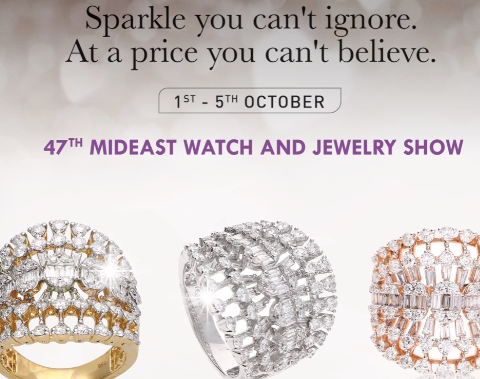 Sparkle you can't ignore.
At a price you can't believe.
1ST - 5TH OCTOBER
47TH MIDEAST WATCH AND JEWELRY SHOW